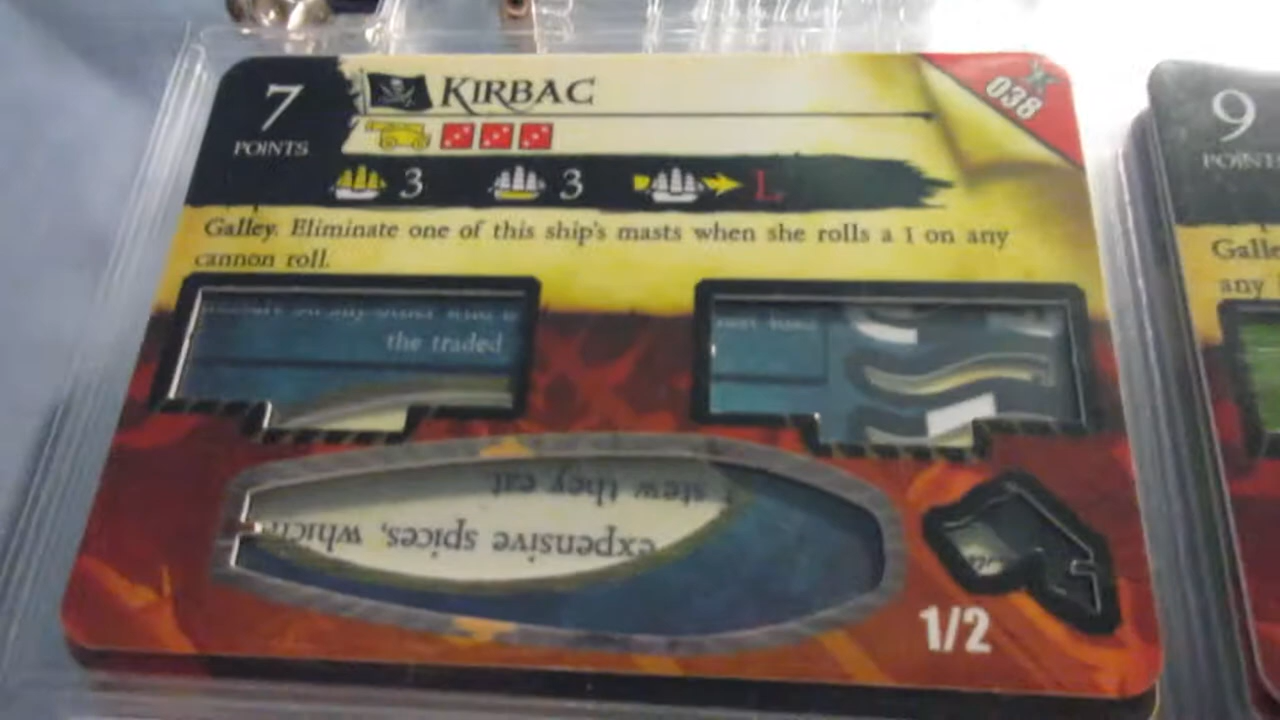 7
POINTS
KIRBAC
038
3
3
L
Galley. Eliminate one of this ship's masts when she rolls a 1 on any
cannon roll.
the traded
stew they eat
expensive spices, which
1/2
9
POINTS
any